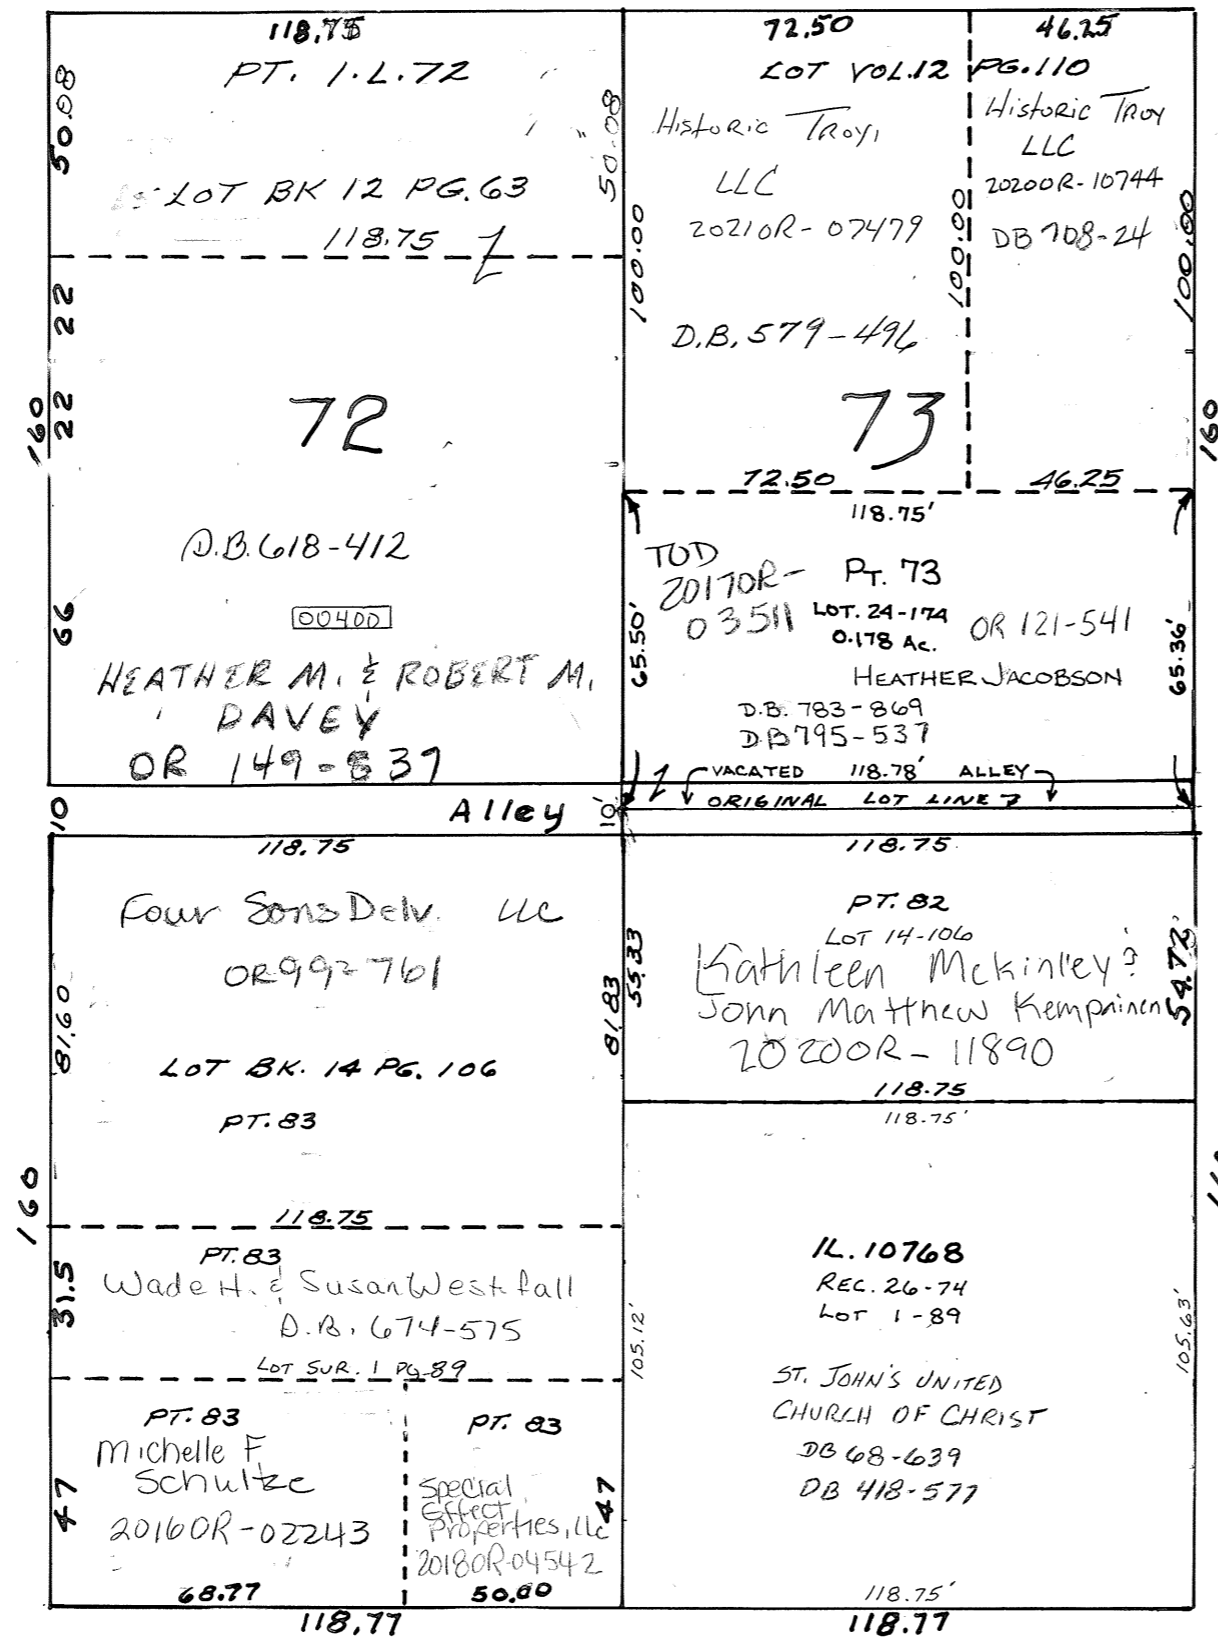 118.75
PT. I.L. 72
50.08
50.08
LOT BK 12 PG. 63
118.75
22
22
160
72
D.B. 618-412
00400
66
HEATHER M. & ROBERT M.
DAVEY
OR 149-837
72.50
46.25
LOT VOL.12 PG.110
Historic Troy,
LLC
2021OR-07479
D.B. 579-496
100.00
100.00
Historic Troy
LLC
2020OR-10744
DB 708-24
100.00
73
160
72.50
46.25
118.75'
TOD
2017OR-
03511
PT. 73
LOT. 24-174
0.178 Ac.
OR 121-541
HEATHER JACOBSON
D.B. 783-869
DB 795-537
65.50'
65.36'
VACATED 118.78' ALLEY
ORIGINAL LOT LINE
10
Alley
10'
118.75
Four Sons Delv. LLC
OR 992-761
81.60
81.83
LOT BK. 14 PG. 106
PT. 83
160
118.75
PT. 83
31.5
Wade H. & Susan Westfall
D.B. 674-575
LOT SUR. 1 PG-89
PT. 83
Michelle F
Schultze
2016OR-02243
47
68.77
PT. 83
Special
Effect
Properties, LLC
2018OR-04542
47
50.00
118.77
118.75
PT. 82
LOT 14-106
55.33
Kathleen Mckinley &
John Matthew Kempainen
2020OR-11890
54.72'
118.75
118.75'
IL. 10768
REC. 26-74
LOT 1-89
105.12'
105.63'
ST. JOHN'S UNITED
CHURCH OF CHRIST
DB 68-639
DB 418-577
118.75'
118.77